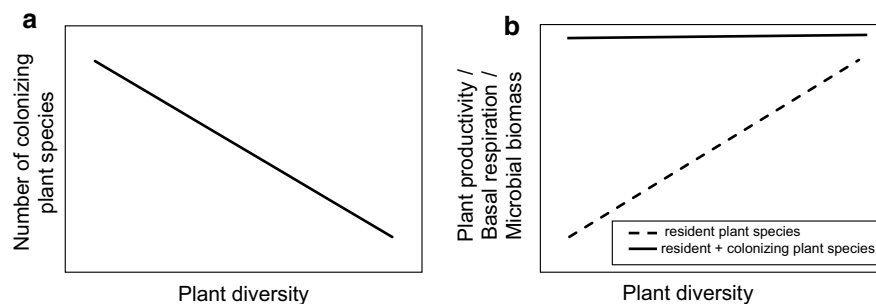 a
Number of colonizing
plant species
Plant diversity
b
Plant productivity /
Basal respiration /
Microbial biomass
resident plant species
resident + colonizing plant species
Plant diversity